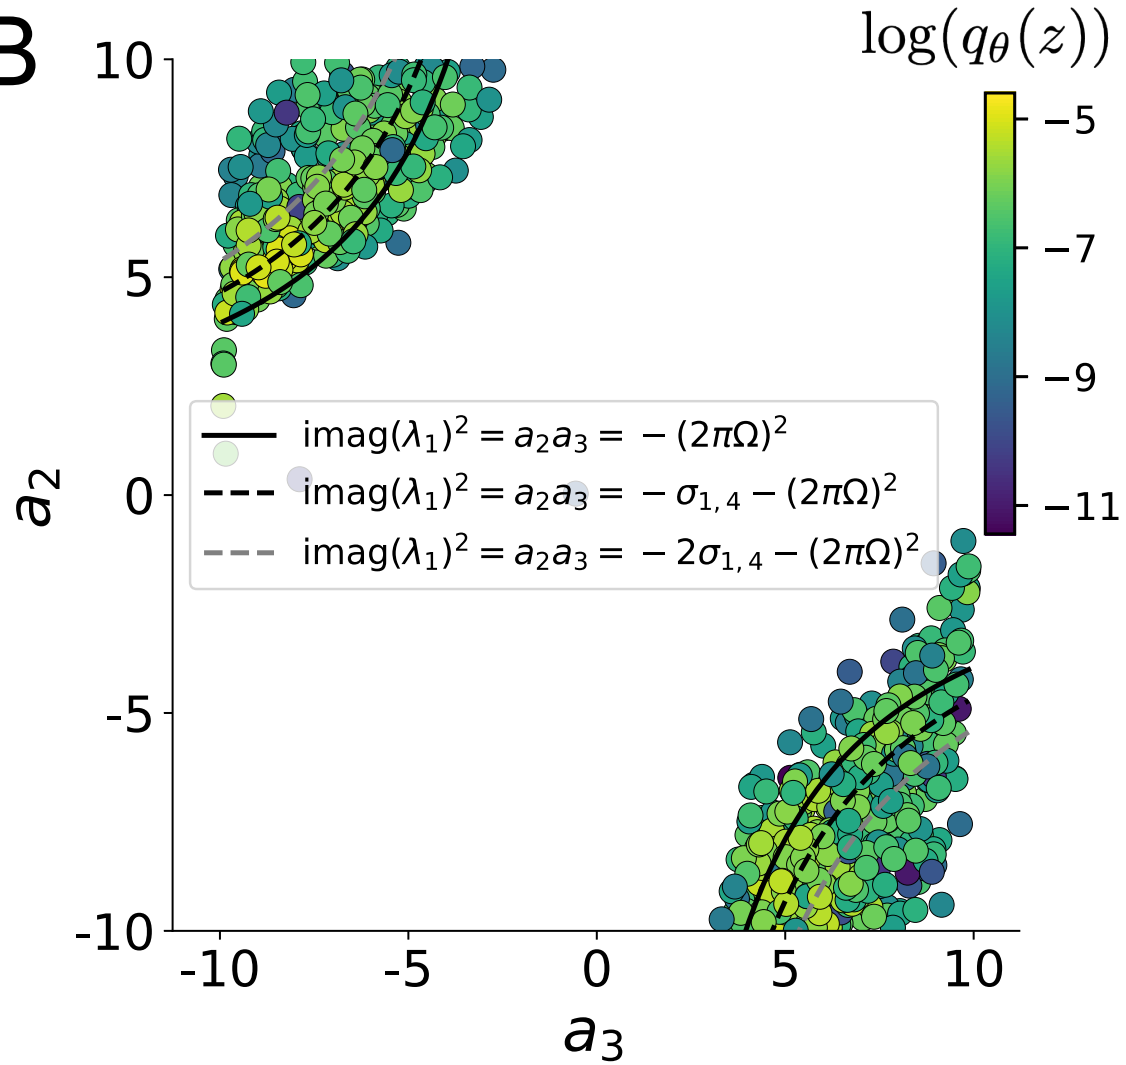 B
log(q_θ(z))
10
5
0
-5
-10
a₂
imag(λ₁)² = a₂a₃ = − (2πΩ)²
imag(λ₁)² = a₂a₃ = − σ₁,₄ − (2πΩ)²
imag(λ₁)² = a₂a₃ = − 2σ₁,₄ − (2πΩ)²
−5
−7
−9
−11
-10 -5 0 5 10
a₃